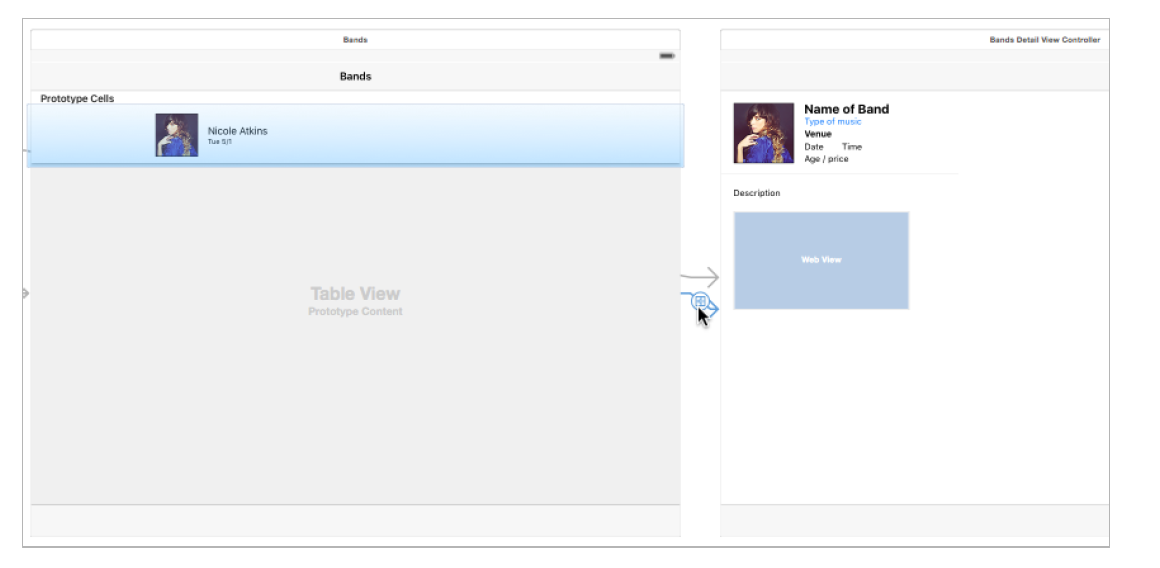 Bands
Bands Detail View Controller
Bands
Prototype Cells
Nicole Atkins
Tue 5/1
Table View
Prototype Content
Name of Band
Type of music
Venue
Date Time
Age / price
Description
Web View